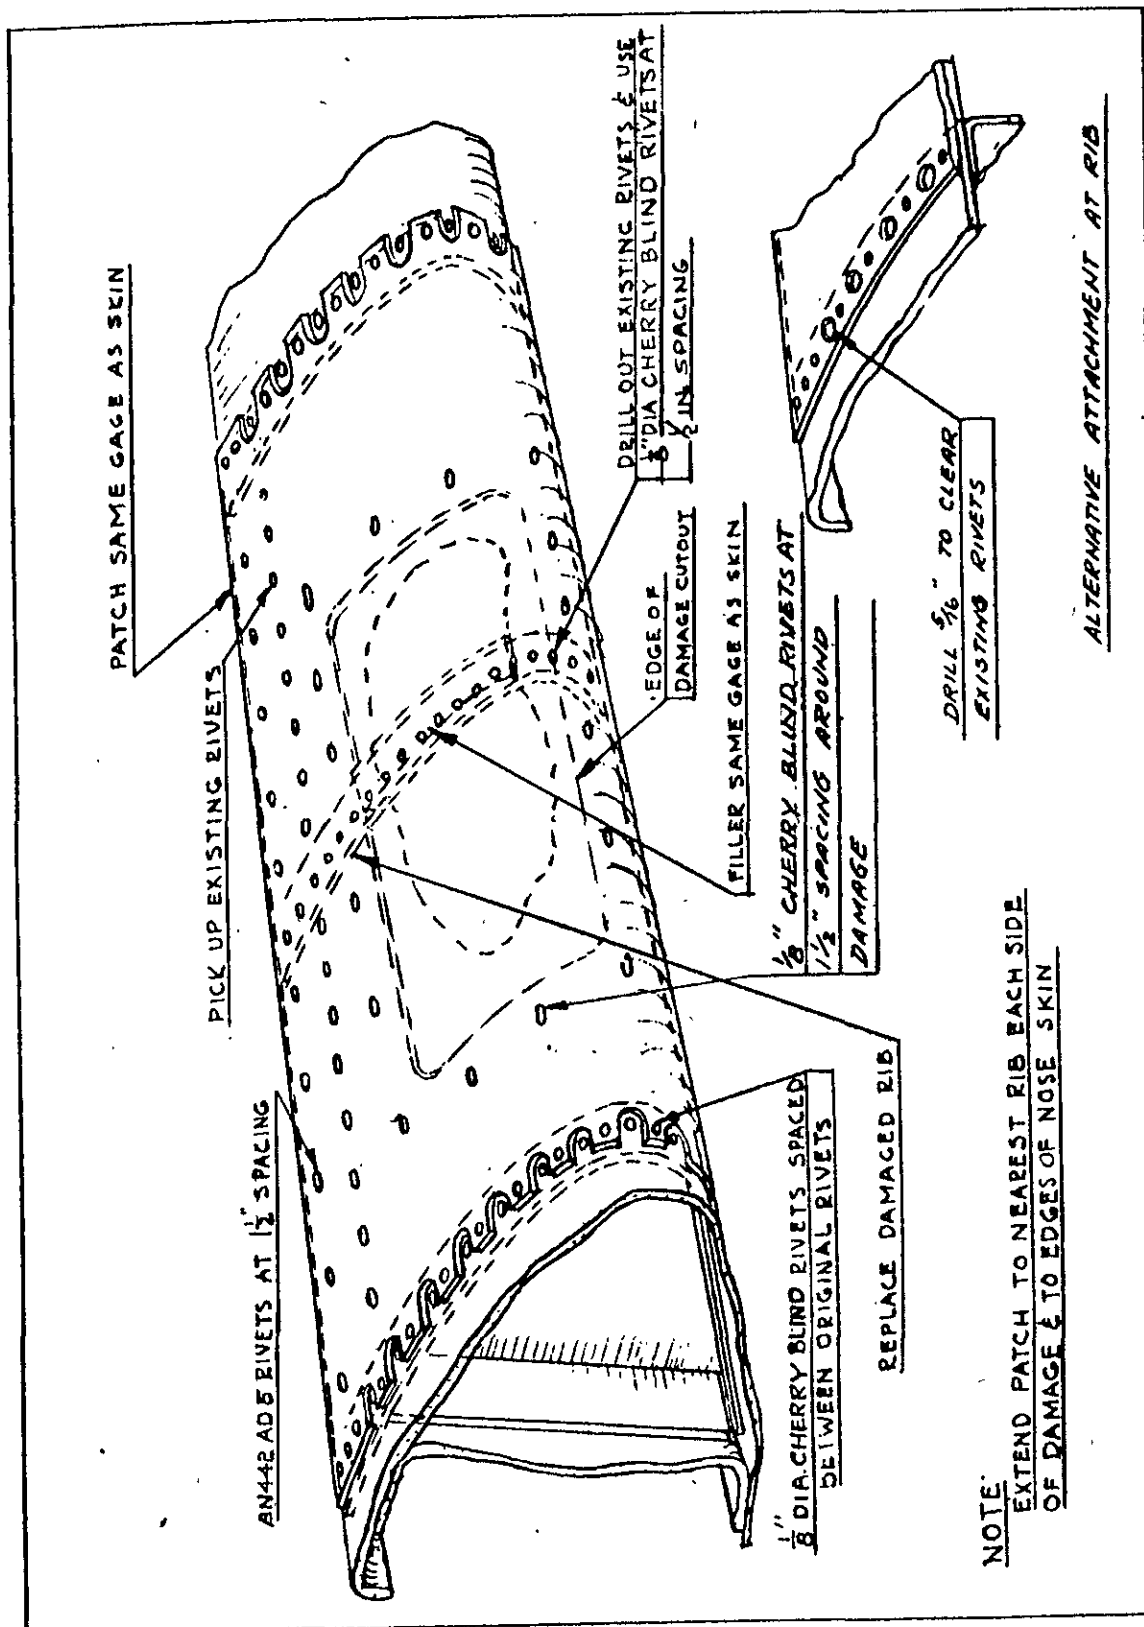 PATCH SAME GAGE AS SKIN
PICK UP EXISTING RIVETS
AN442AD5 RIVETS AT 1½" SPACING
DRILL OUT EXISTING RIVETS & USE
⅛" DIA CHERRY BLIND RIVETS AT
½ IN SPACING
EDGE OF
DAMAGE CUTOUT
FILLER SAME GAGE AS SKIN
⅛" CHERRY BLIND RIVETS AT
1½" SPACING AROUND
DAMAGE
⅛" DIA. CHERRY BLIND RIVETS SPACED
BETWEEN ORIGINAL RIVETS
REPLACE DAMAGED RIB
DRILL 5/16" TO CLEAR
EXISTING RIVETS
ALTERNATIVE ATTACHMENT AT RIB
NOTE
EXTEND PATCH TO NEAREST RIB EACH SIDE
OF DAMAGE & TO EDGES OF NOSE SKIN